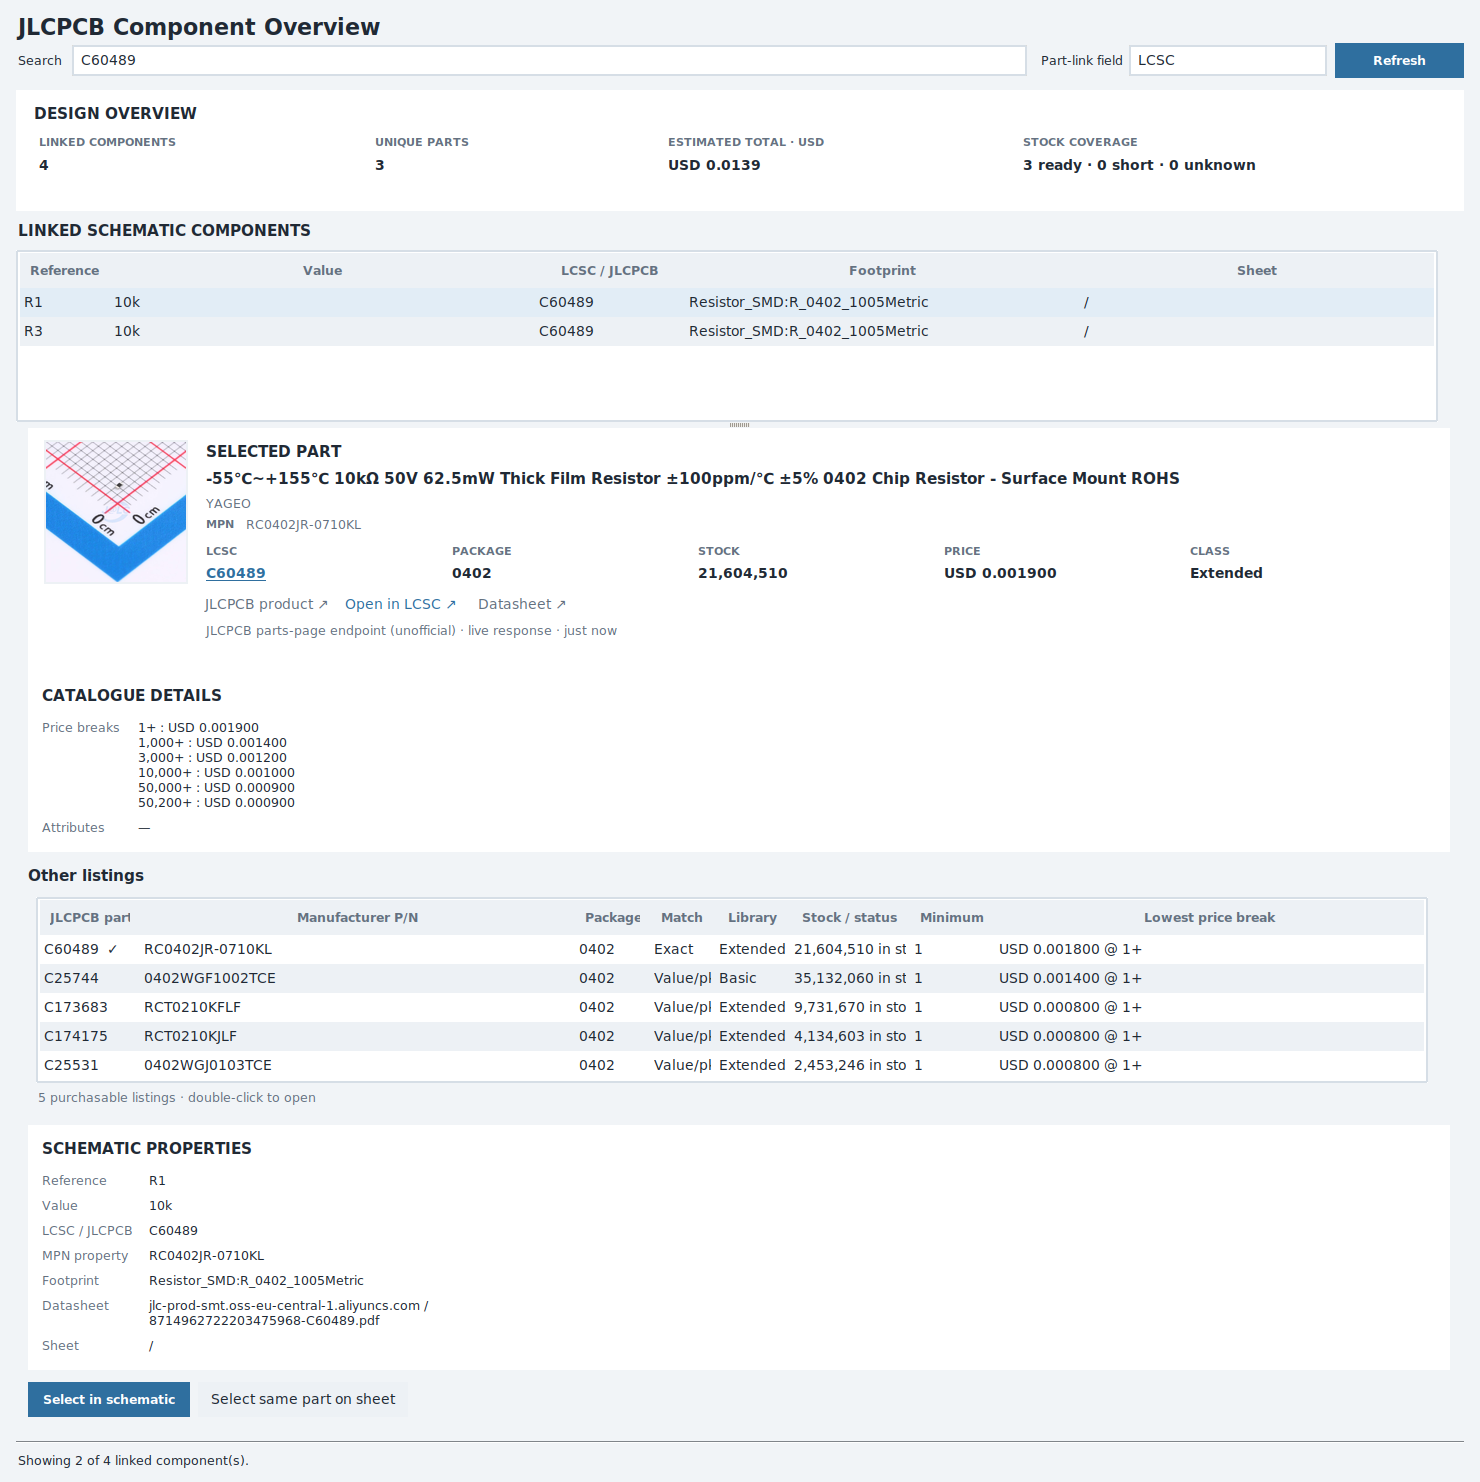 JLCPCB Component Overview
Search C60489 Part-link field LCSC Refresh
DESIGN OVERVIEW
LINKED COMPONENTS UNIQUE PARTS ESTIMATED TOTAL · USD STOCK COVERAGE
4 3 USD 0.0139 3 ready · 0 short · 0 unknown
LINKED SCHEMATIC COMPONENTS
Reference Value LCSC / JLCPCB Footprint Sheet
R1 10k C60489 Resistor_SMD:R_0402_1005Metric /
R3 10k C60489 Resistor_SMD:R_0402_1005Metric /
SELECTED PART
-55℃~+155℃ 10kΩ 50V 62.5mW Thick Film Resistor ±100ppm/℃ ±5% 0402 Chip Resistor - Surface Mount ROHS
YAGEO
MPN RC0402JR-0710KL
LCSC PACKAGE STOCK PRICE CLASS
C60489 0402 21,604,510 USD 0.001900 Extended
JLCPCB product ↗ Open in LCSC ↗ Datasheet ↗
JLCPCB parts-page endpoint (unofficial) · live response · just now
0 cm 0 cm
CATALOGUE DETAILS
Price breaks 1+ : USD 0.001900
1,000+ : USD 0.001400
3,000+ : USD 0.001200
10,000+ : USD 0.001000
50,000+ : USD 0.000900
50,200+ : USD 0.000900
Attributes —
Other listings
JLCPCB part Manufacturer P/N Package Match Library Stock / status Minimum Lowest price break
C60489 ✓ RC0402JR-0710KL 0402 Exact Extended 21,604,510 in st 1 USD 0.001800 @ 1+
C25744 0402WGF1002TCE 0402 Value/pl Basic 35,132,060 in st 1 USD 0.001400 @ 1+
C173683 RCT0210KFLF 0402 Value/pl Extended 9,731,670 in sto 1 USD 0.000800 @ 1+
C174175 RCT0210KJLF 0402 Value/pl Extended 4,134,603 in sto 1 USD 0.000800 @ 1+
C25531 0402WGJ0103TCE 0402 Value/pl Extended 2,453,246 in sto 1 USD 0.000800 @ 1+
5 purchasable listings · double-click to open
SCHEMATIC PROPERTIES
Reference R1
Value 10k
LCSC / JLCPCB C60489
MPN property RC0402JR-0710KL
Footprint Resistor_SMD:R_0402_1005Metric
Datasheet jlc-prod-smt.oss-eu-central-1.aliyuncs.com /
8714962722203475968-C60489.pdf
Sheet /
Select in schematic Select same part on sheet
Showing 2 of 4 linked component(s).